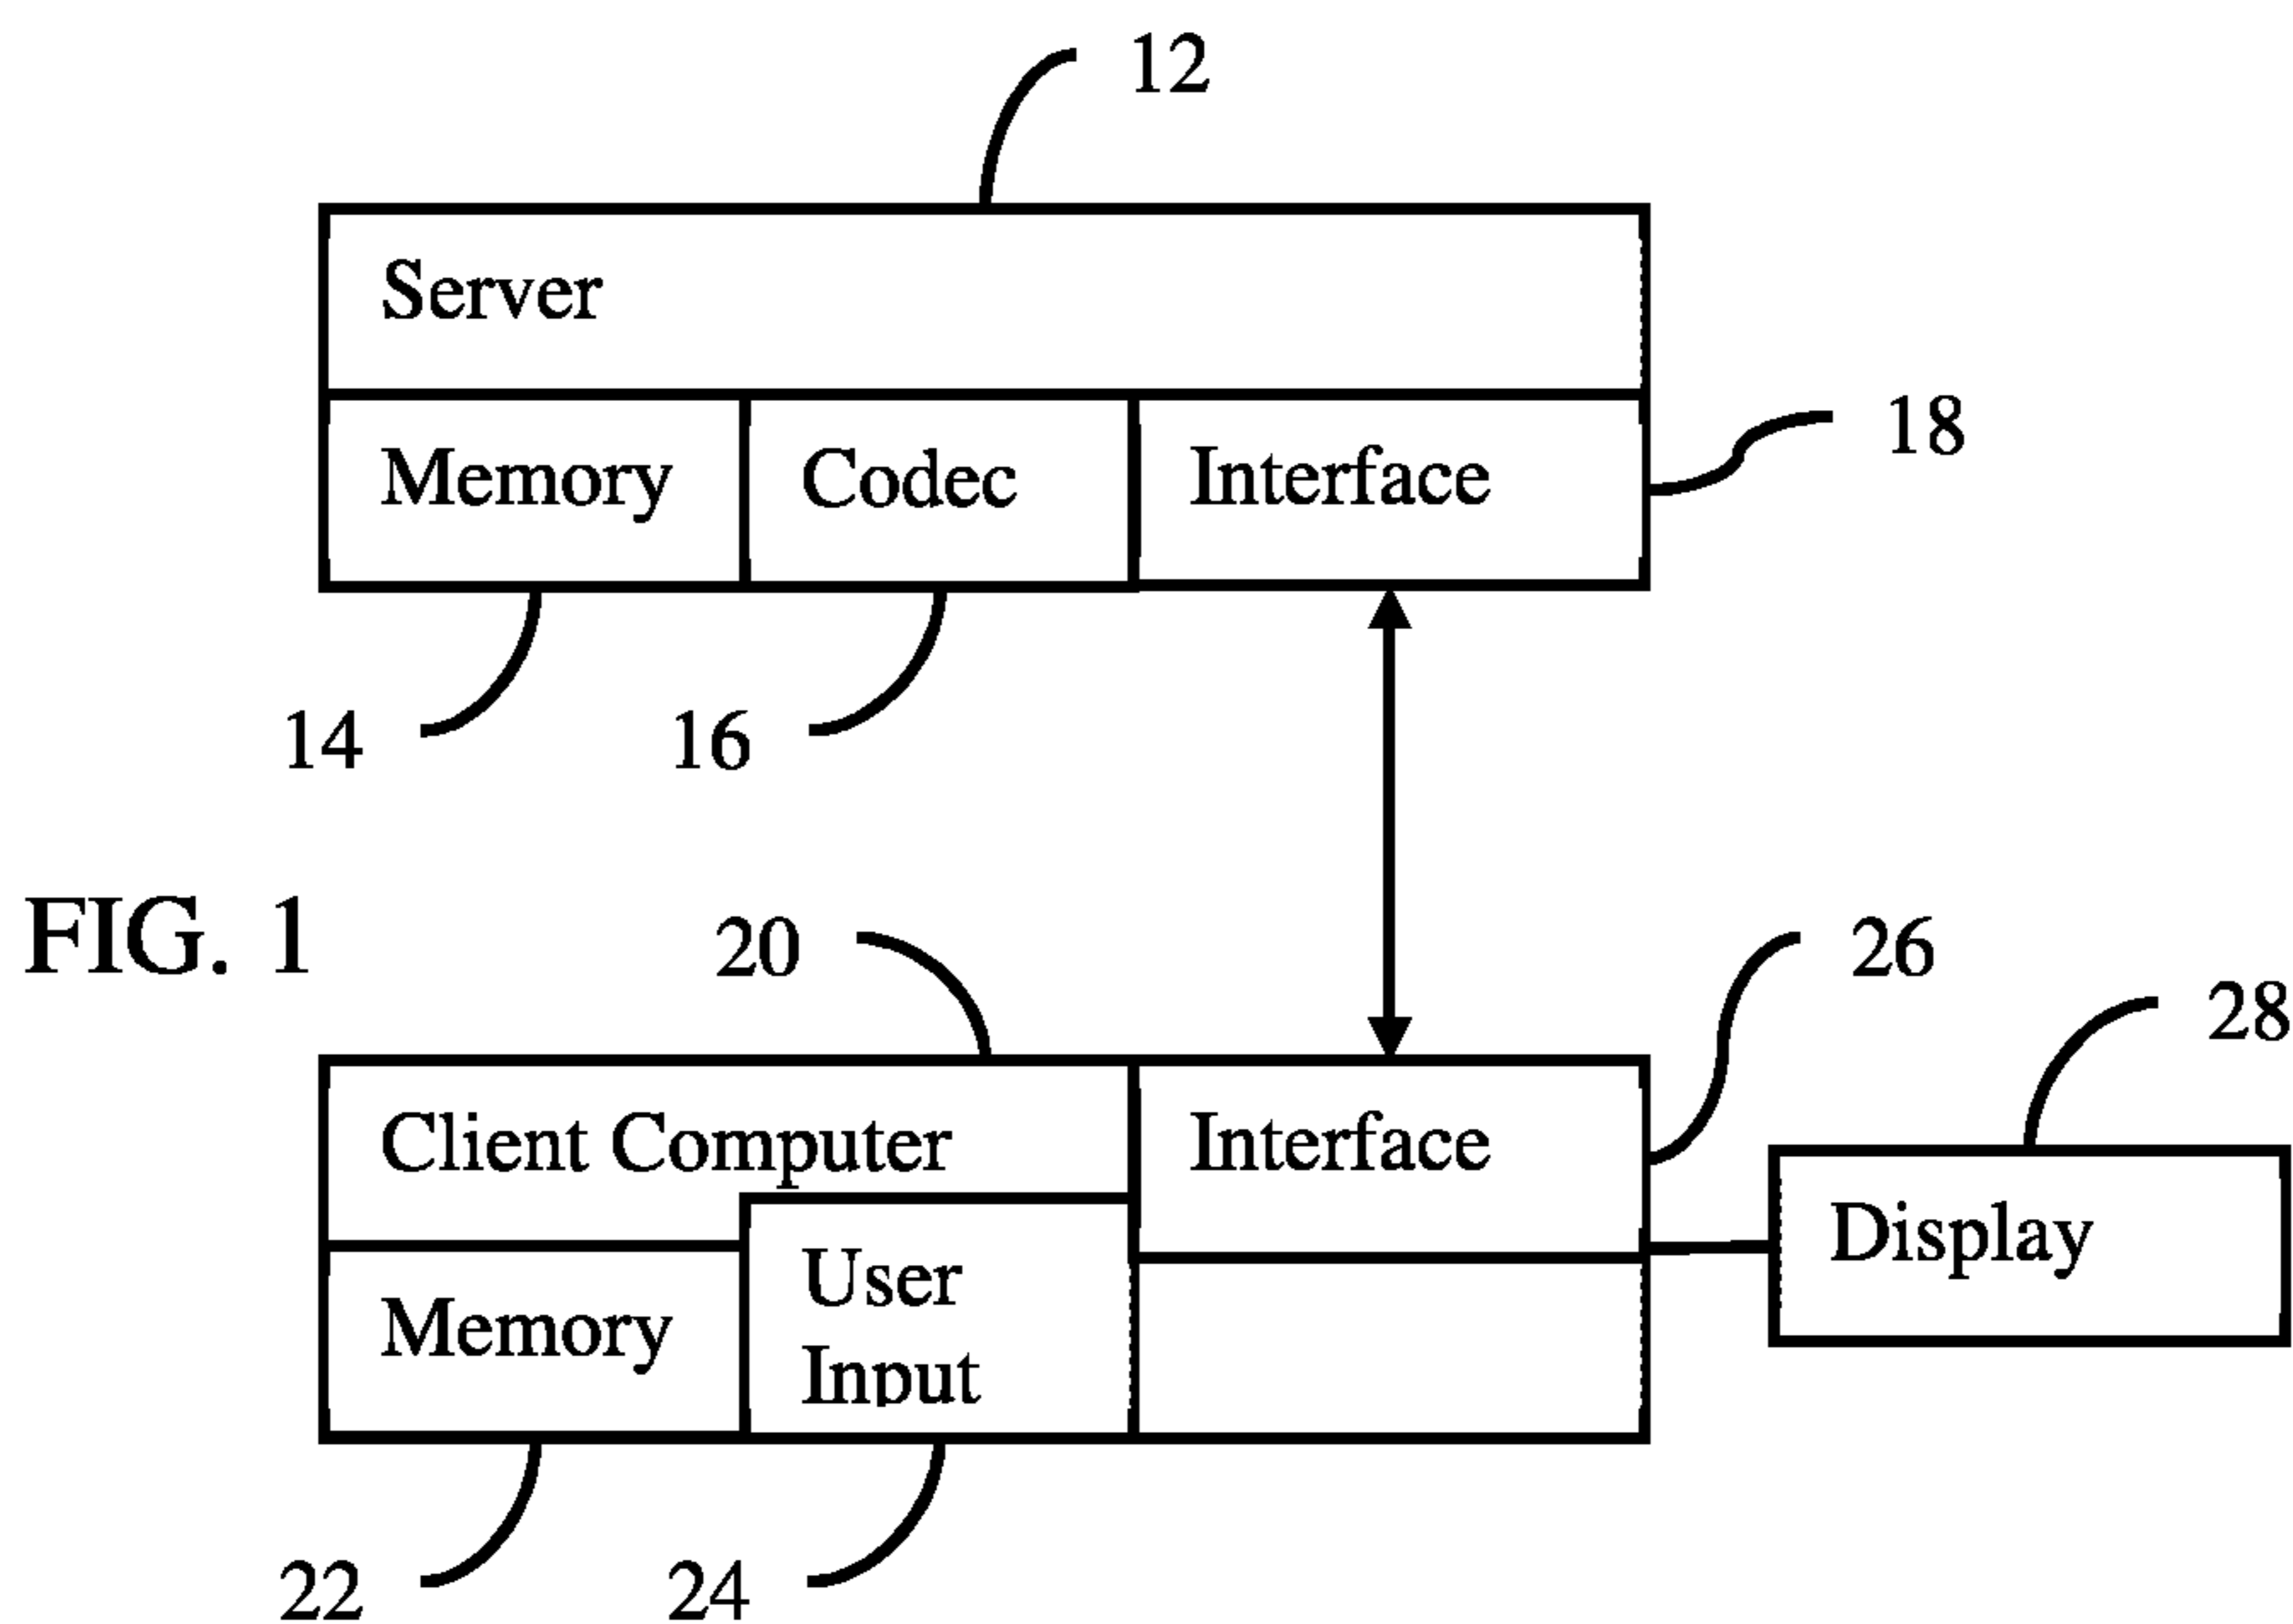 12
Server
18
Memory Codec Interface
14 16
FIG. 1
20 26
28
Client Computer Interface
Display
User
Memory
Input
22 24